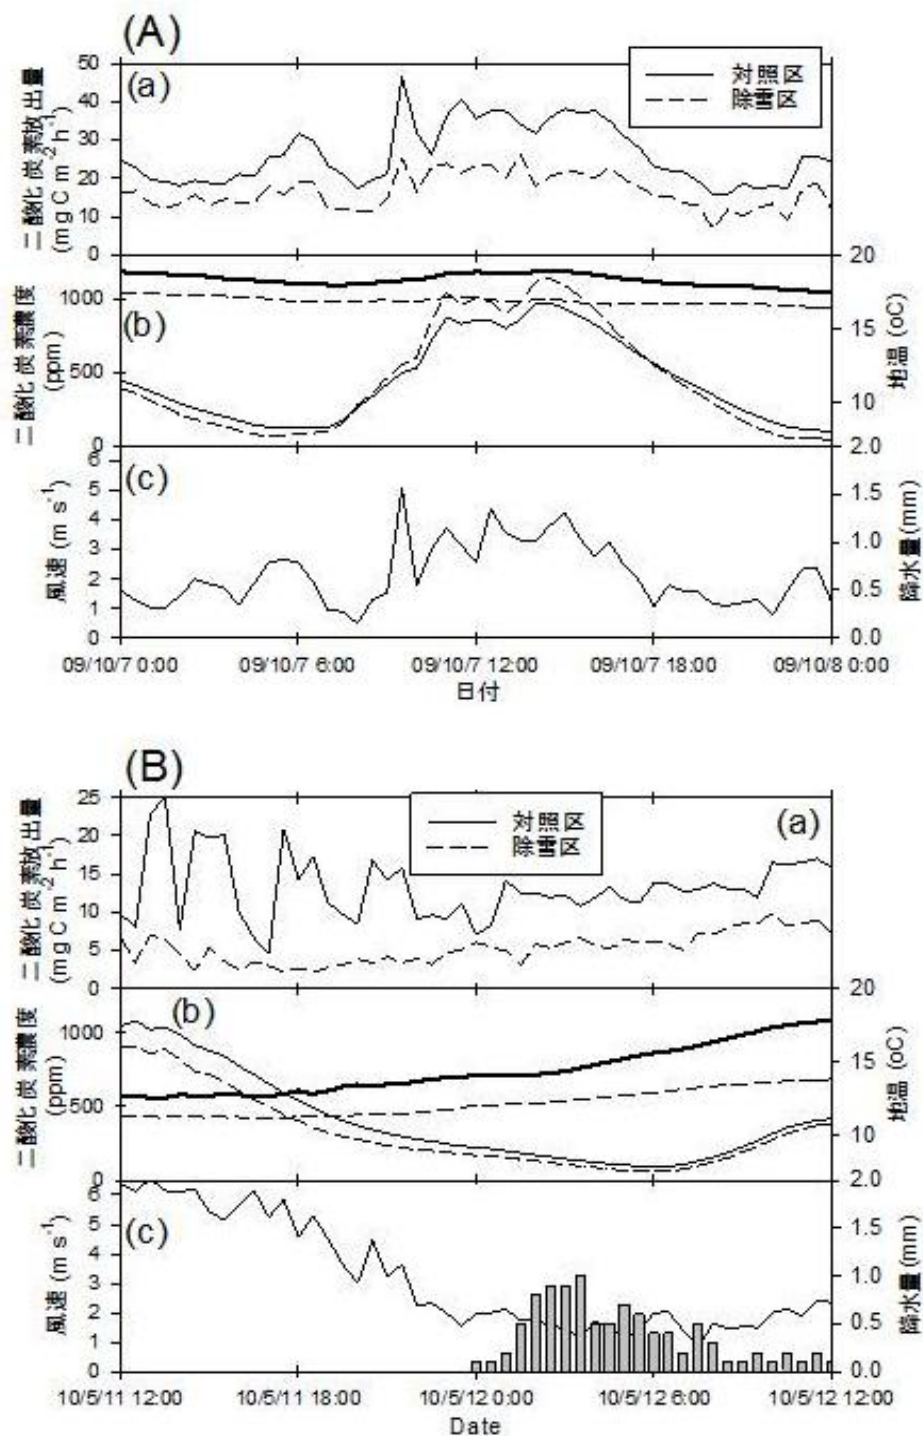 (A)
(a)
対照区
除雪区
二酸化炭素放出量
(mg C m-2 h-1)
50
40
30
20
10
0
(b)
二酸化炭素濃度
(ppm)
1000
500
0
20
15
10
2.0
地温 (oC)
(c)
風速 (m s-1)
6
5
4
3
2
1
0
1.5
1.0
0.5
0.0
降水量 (mm)
09/10/7 0:00 09/10/7 6:00 09/10/7 12:00 09/10/7 18:00 09/10/8 0:00
日付
(B)
(a)
対照区
除雪区
二酸化炭素放出量
(mg C m-2 h-1)
25
20
15
10
5
0
(b)
二酸化炭素濃度
(ppm)
1000
500
0
20
15
10
2.0
地温 (oC)
(c)
風速 (m s-1)
6
5
4
3
2
1
0
1.5
1.0
0.5
0.0
降水量 (mm)
10/5/11 12:00 10/5/11 18:00 10/5/12 0:00 10/5/12 6:00 10/5/12 12:00
Date